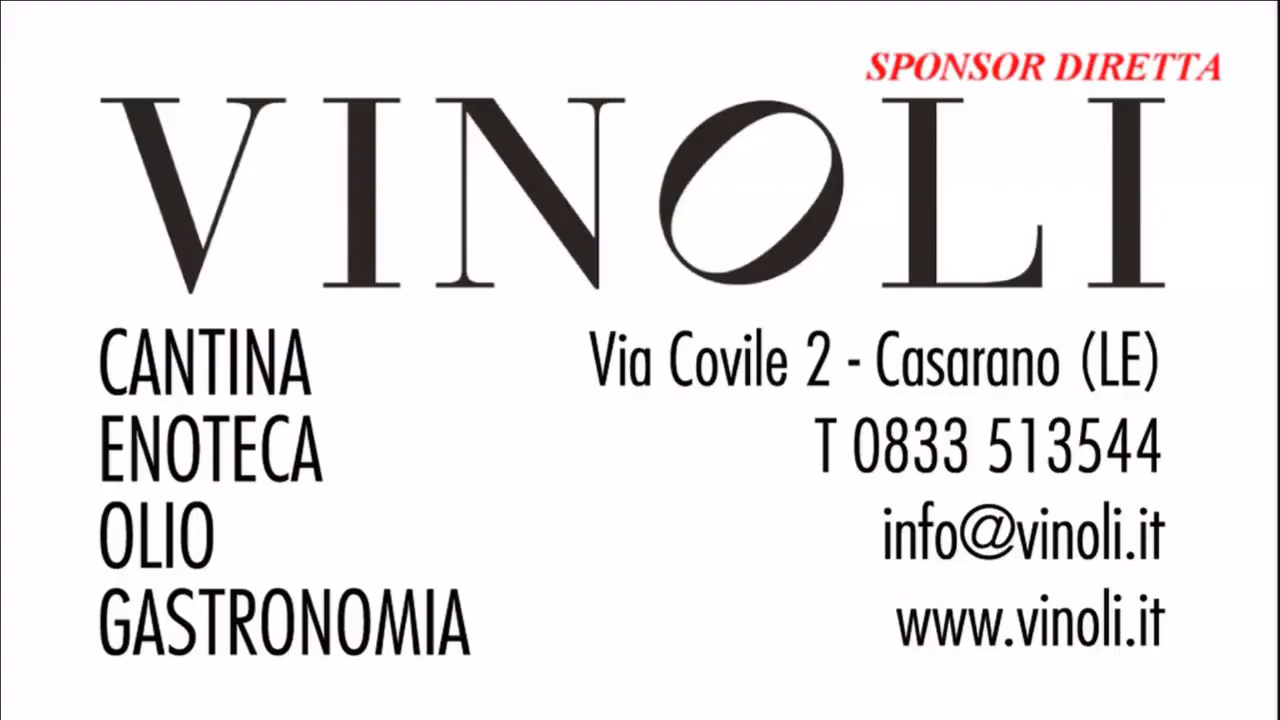 SPONSOR DIRETTA
VINOLI
CANTINA
ENOTECA
OLIO
GASTRONOMIA
Via Covile 2 - Casarano (LE)
T 0833 513544
info@vinoli.it
www.vinoli.it